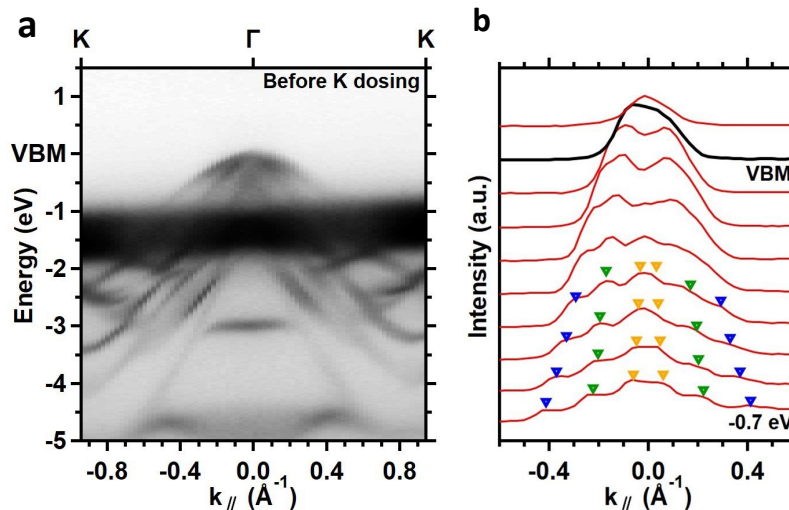 a
K Γ K
Before K dosing
1
VBM
-1
-2
-3
-4
-5
Energy (eV)
-0.8 -0.4 0.0 0.4 0.8
k// (Å⁻¹)
b
VBM
-0.7 eV
Intensity (a.u.)
-0.4 0.0 0.4
k// (Å⁻¹)